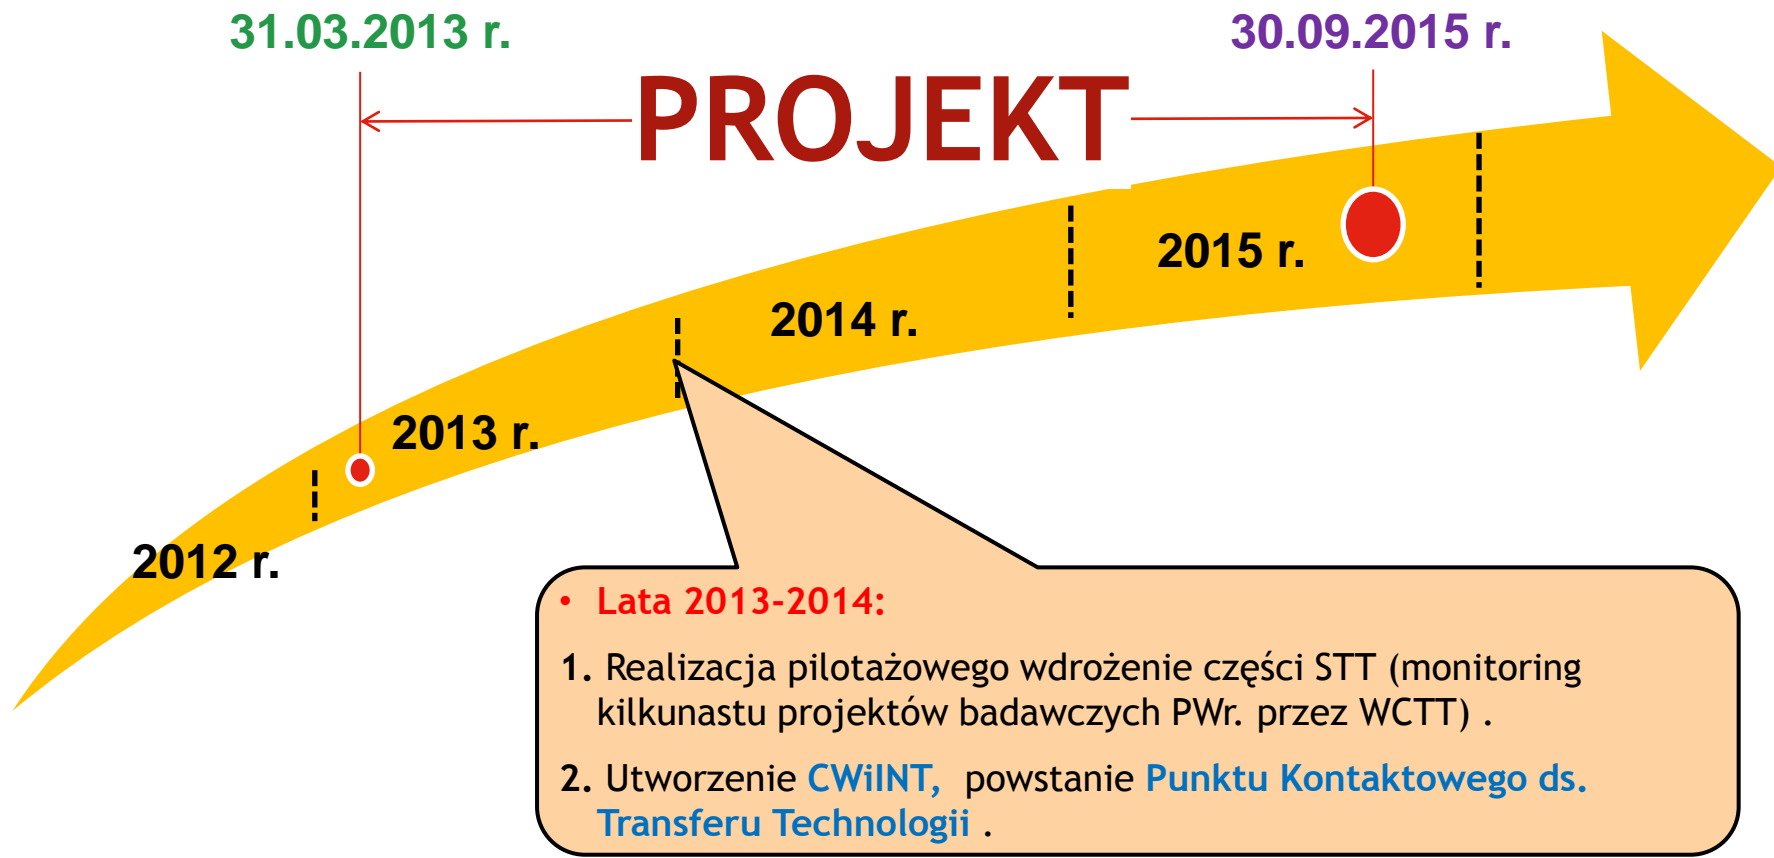 31.03.2013 r.
30.09.2015 r.
PROJEKT
2015 r.
2014 r.
2013 r.
2012 r.
• Lata 2013-2014:
1. Realizacja pilotażowego wdrożenie części STT (monitoring
kilkunastu projektów badawczych PWr. przez WCTT) .
2. Utworzenie CWiINT, powstanie Punktu Kontaktowego ds.
Transferu Technologii .